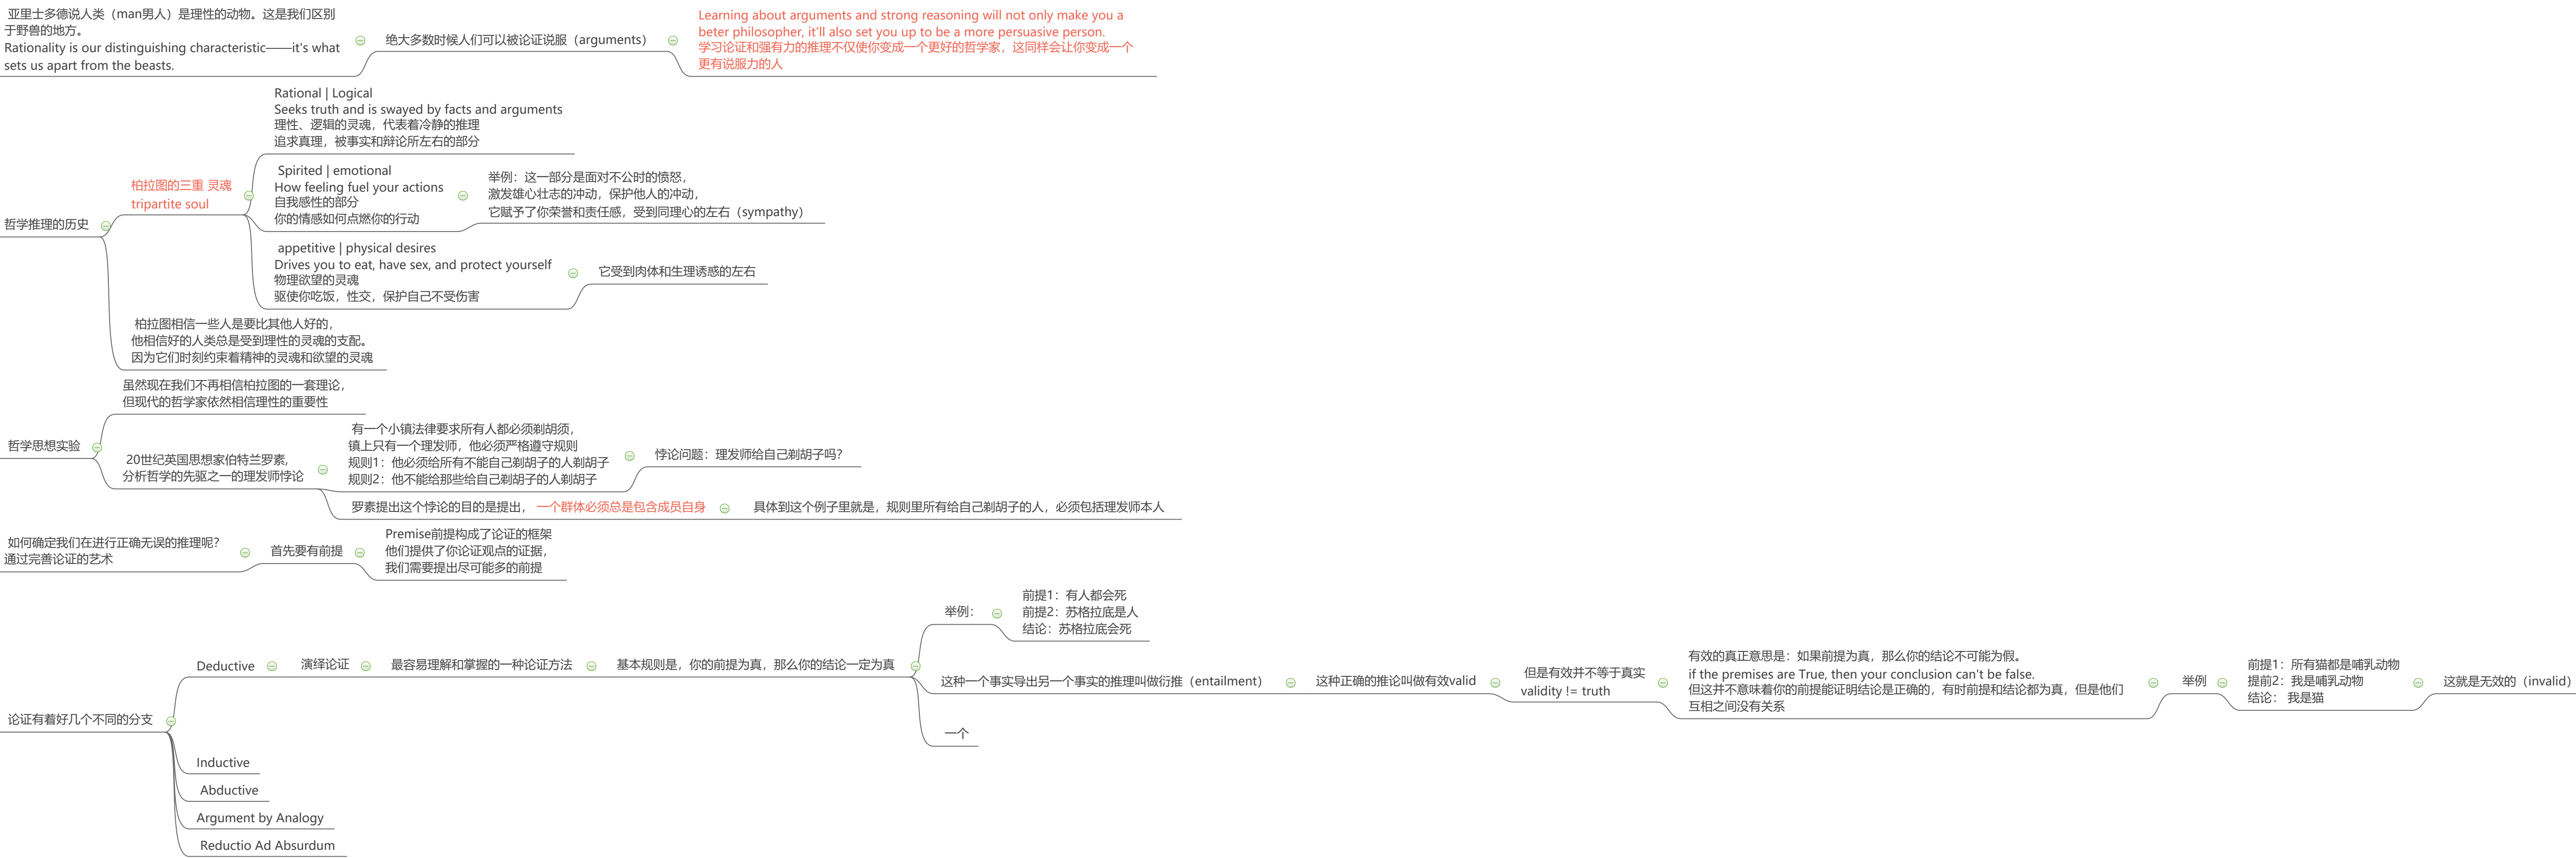 亚里士多德说人类（man男人）是理性的动物。这是我们区别
于野兽的地方。
Rationality is our distinguishing characteristic——it's what
sets us apart from the beasts.
绝大多数时候人们可以被论证说服（arguments）
Learning about arguments and strong reasoning will not only make you a
beter philosopher, it'll also set you up to be a more persuasive person.
学习论证和强有力的推理不仅使你变成一个更好的哲学家，这同样会让你变成一个
更有说服力的人
哲学推理的历史
柏拉图的三重 灵魂
tripartite soul
Rational | Logical
Seeks truth and is swayed by facts and arguments
理性、逻辑的灵魂，代表着冷静的推理
追求真理，被事实和辩论所左右的部分
Spirited | emotional
How feeling fuel your actions
自我感性的部分
你的情感如何点燃你的行动
举例：这一部分是面对不公时的愤怒，
激发雄心壮志的冲动，保护他人的冲动，
它赋予了你荣誉和责任感，受到同理心的左右（sympathy）
appetitive | physical desires
Drives you to eat, have sex, and protect yourself
物理欲望的灵魂
驱使你吃饭，性交，保护自己不受伤害
它受到肉体和生理诱惑的左右
柏拉图相信一些人是要比其他人好的，
他相信好的人类总是受到理性的灵魂的支配。
因为它们时刻约束着精神的灵魂和欲望的灵魂
哲学思想实验
虽然现在我们不再相信柏拉图的一套理论，
但现代的哲学家依然相信理性的重要性
20世纪英国思想家伯特兰罗素，
分析哲学的先驱之一的理发师悖论
有一个小镇法律要求所有人都必须剃胡须，
镇上只有一个理发师，他必须严格遵守规则
规则1：他必须给所有不能自己剃胡子的人剃胡子
规则2：他不能给那些给自己剃胡子的人剃胡子
悖论问题：理发师给自己剃胡子吗？
罗素提出这个悖论的目的是提出，一个群体必须总是包含成员自身
具体到这个例子里就是，规则里所有给自己剃胡子的人，必须包括理发师本人
如何确定我们在进行正确无误的推理呢？
通过完善论证的艺术
首先要有前提
Premise前提构成了论证的框架
他们提供了你论证观点的证据，
我们需要提出尽可能多的前提
论证有着好几个不同的分支
Deductive
演绎论证
最容易理解和掌握的一种论证方法
基本规则是，你的前提为真，那么你的结论一定为真
举例：
前提1：有人都会死
前提2：苏格拉底是人
结论：苏格拉底会死
这种一个事实导出另一个事实的推理叫做衍推（entailment）
这种正确的推论叫做有效valid
但是有效并不等于真实
validity != truth
有效的真正意思是：如果前提为真，那么你的结论不可能为假。
if the premises are True, then your conclusion can't be false.
但这并不意味着你的前提能证明结论是正确的，有时前提和结论都为真，但是他们
互相之间没有关系
举例
前提1：所有猫都是哺乳动物
提前2：我是哺乳动物
结论： 我是猫
这就是无效的（invalid）
一个
Inductive
Abductive
Argument by Analogy
Reductio Ad Absurdum